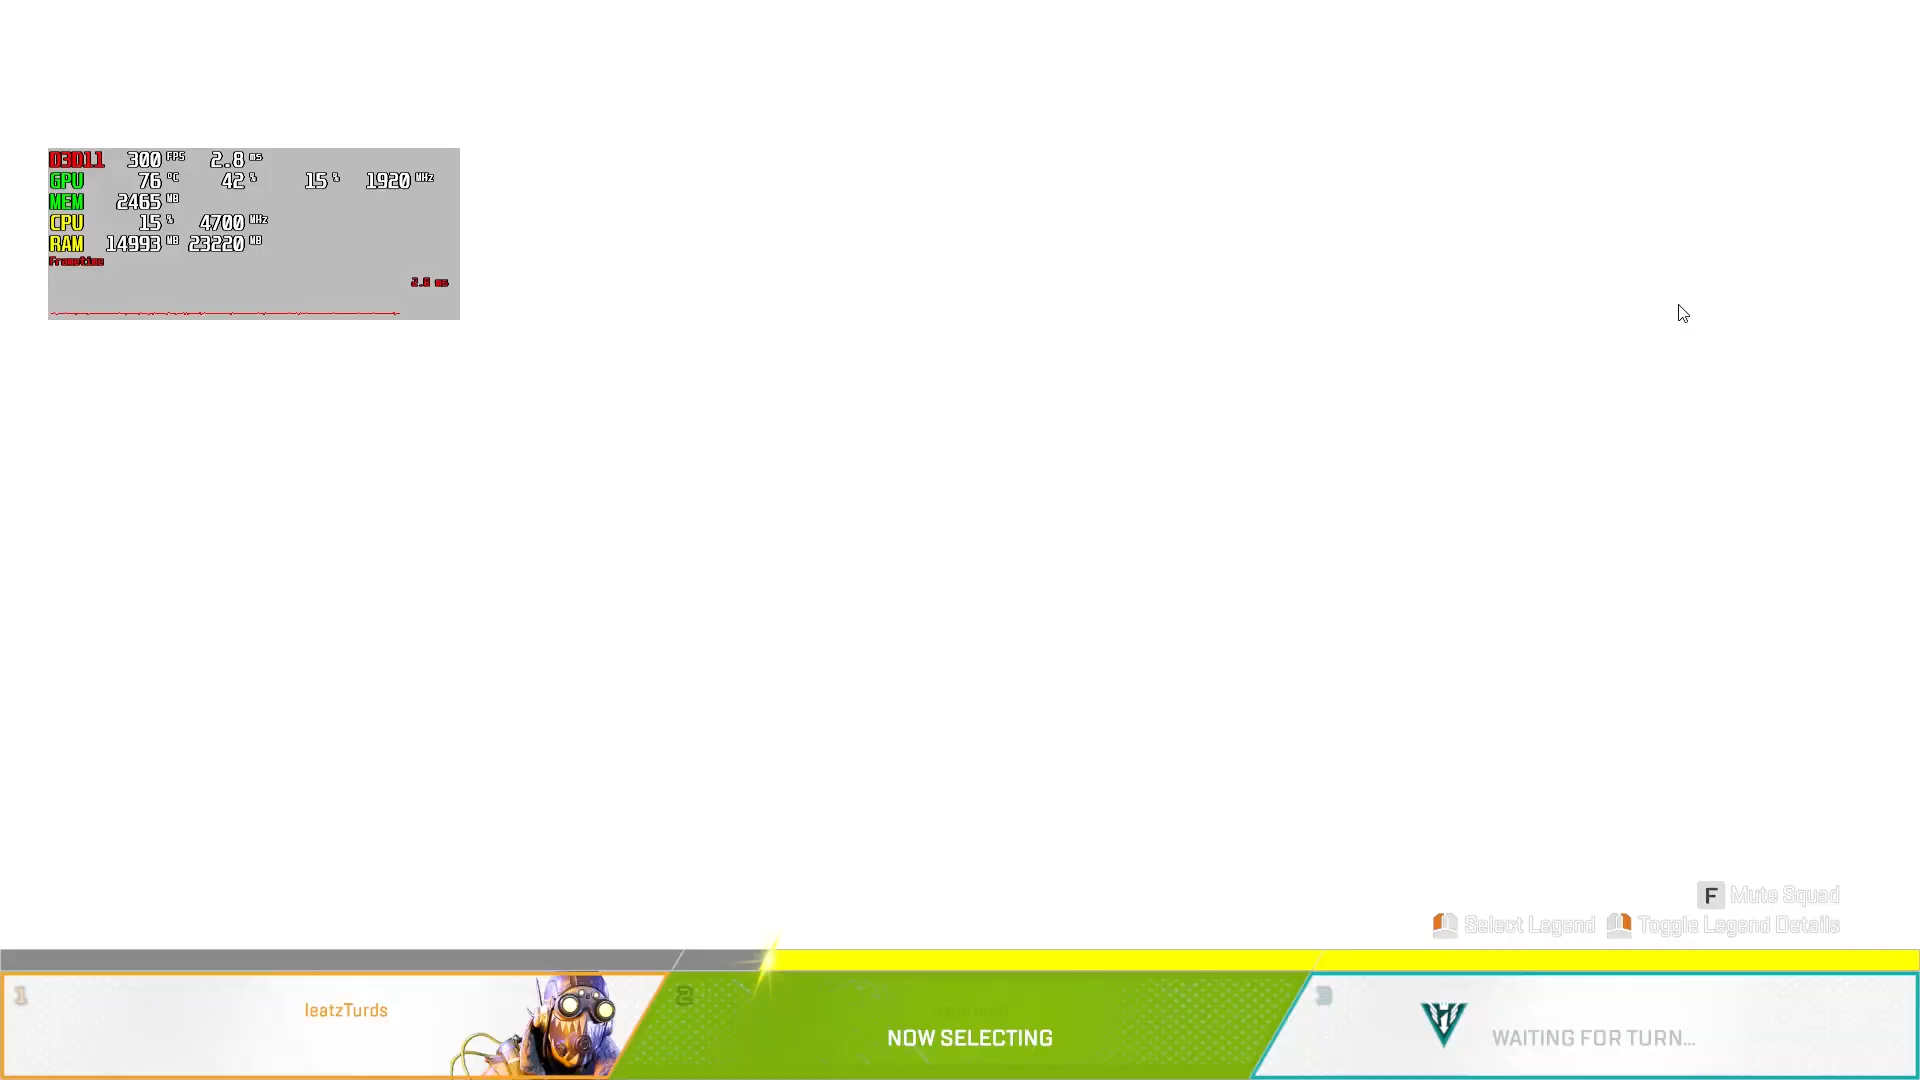 D3D11 300 FPS 2.8 ms
GPU 76 °C 42 % 15 % 1920 MHz
MEM 2465 MB
CPU 15 % 4700 MHz
RAM 14993 MB 23220 MB
Frametime
2.8 ms
F Mute Squad
Select Legend Toggle Legend Details
1
2
3
leatzTurds
NOW SELECTING
WAITING FOR TURN...